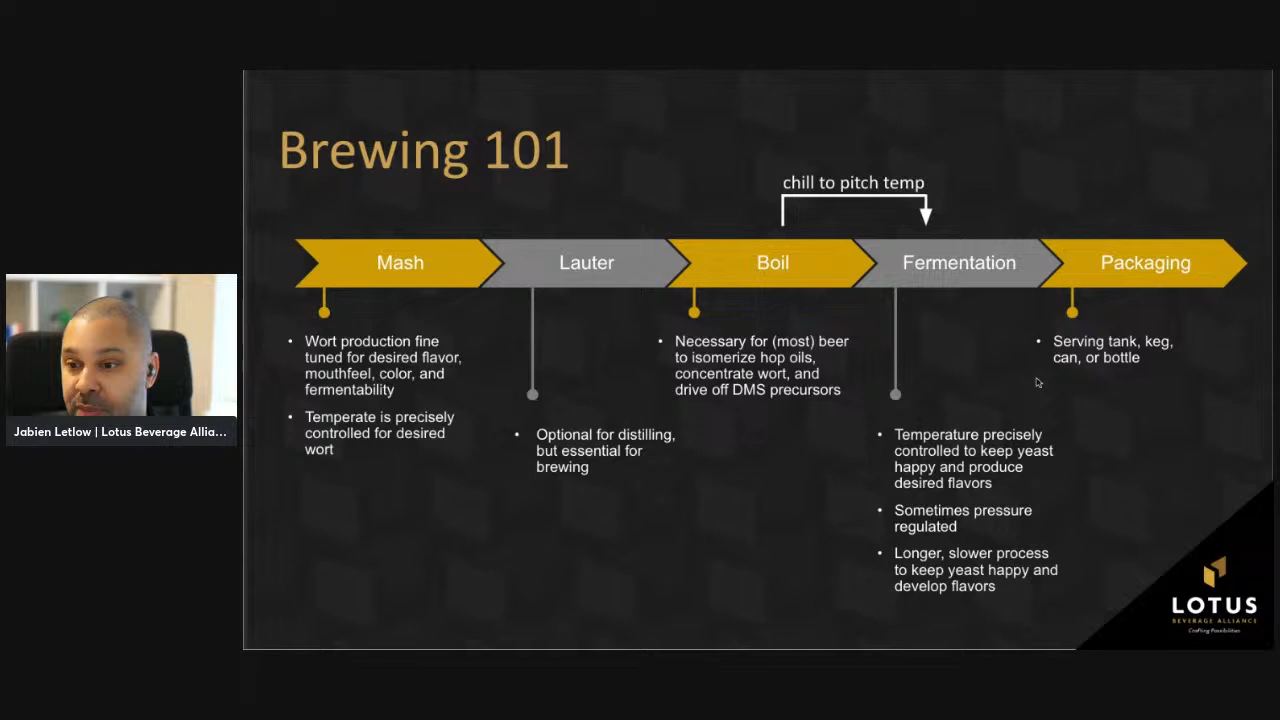 Brewing 101
chill to pitch temp
Mash
Lauter
Boil
Fermentation
Packaging
• Wort production fine
tuned for desired flavor,
mouthfeel, color, and
fermentability
• Temperate is precisely
controlled for desired
wort
• Optional for distilling,
but essential for
brewing
• Necessary for (most) beer
to isomerize hop oils,
concentrate wort, and
drive off DMS precursors
• Temperature precisely
controlled to keep yeast
happy and produce
desired flavors
• Sometimes pressure
regulated
• Longer, slower process
to keep yeast happy and
develop flavors
• Serving tank, keg,
can, or bottle
Jabien Letlow | Lotus Beverage Allia...
LOTUS
BEVERAGE ALLIANCE
Crafting Possibilities